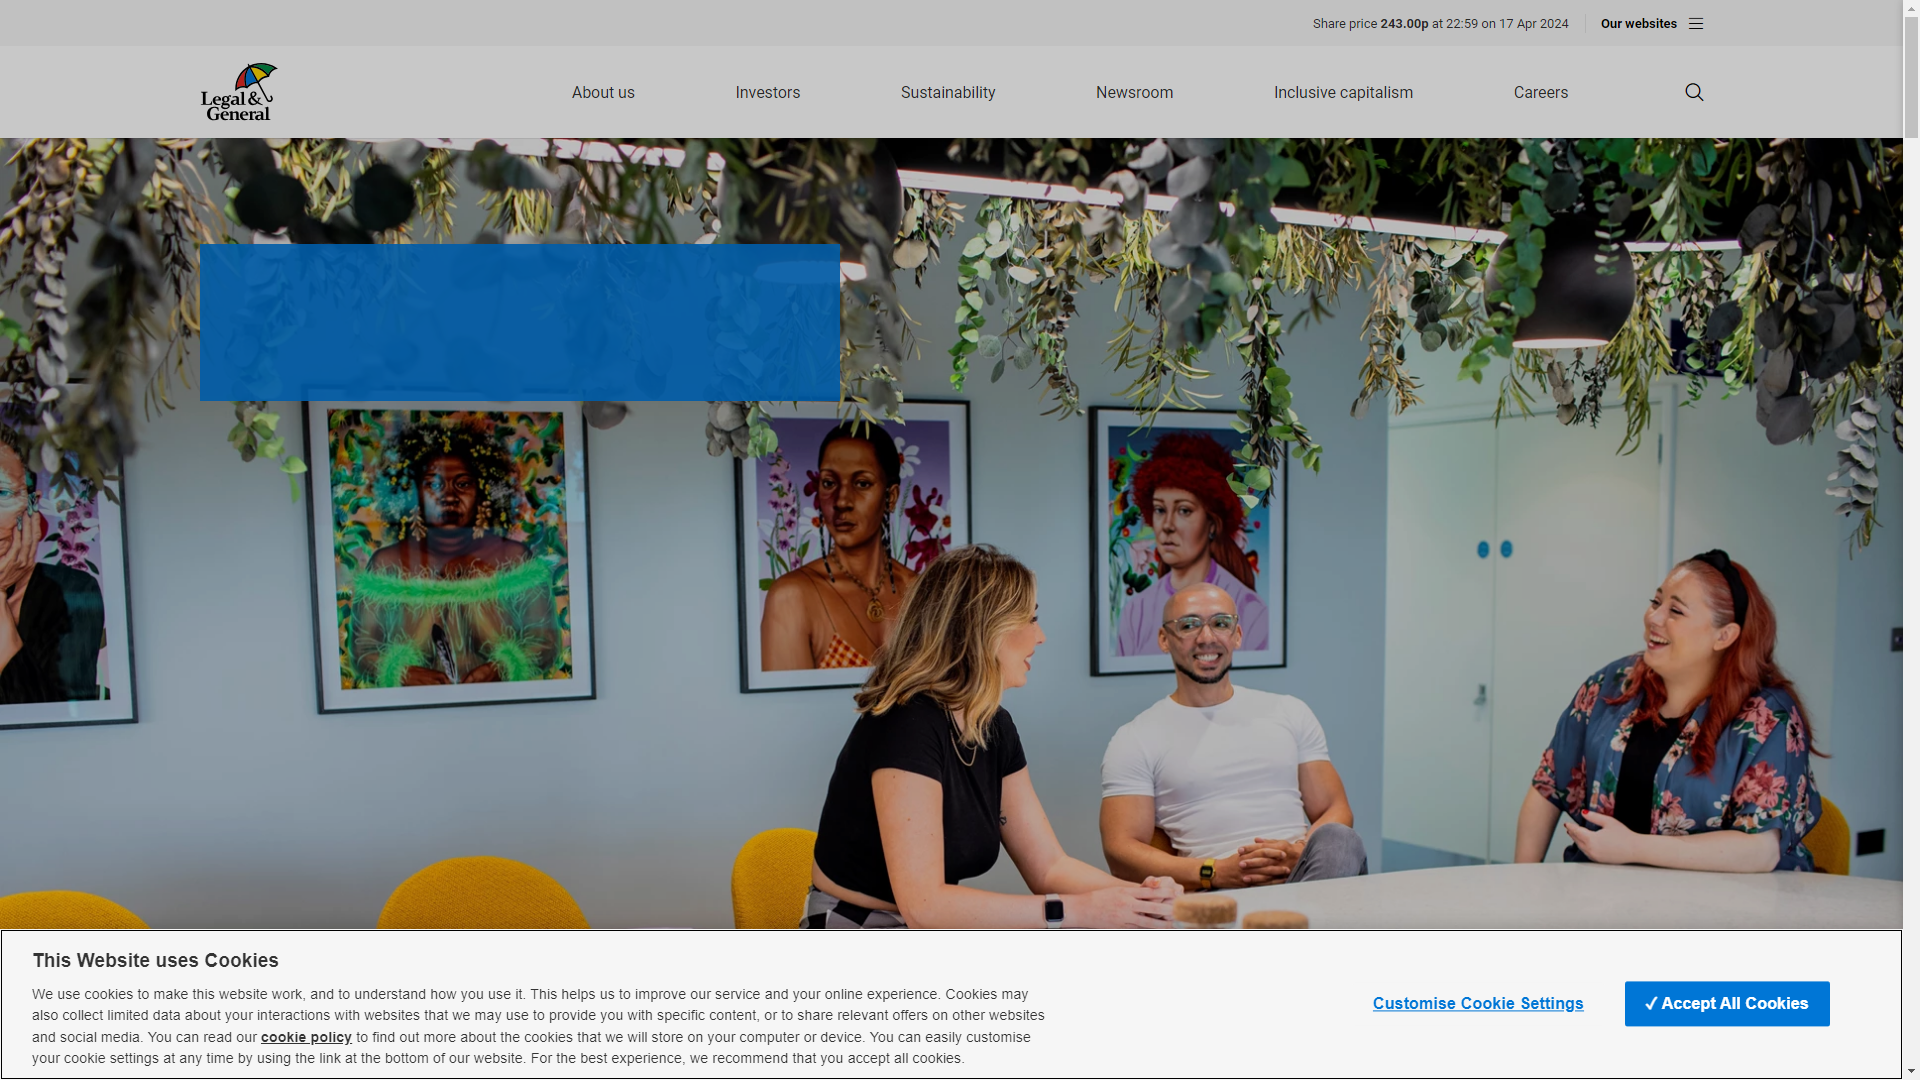 Share price 243.00p at 22:59 on 17 Apr 2024
Our websites
Legal &
General
About us
Investors
Sustainability
Newsroom
Inclusive capitalism
Careers
This Website uses Cookies
We use cookies to make this website work, and to understand how you use it. This helps us to improve our service and your online experience. Cookies may
also collect limited data about your interactions with websites that we may use to provide you with specific content, or to share relevant offers on other websites
and social media. You can read our cookie policy to find out more about the cookies that we will store on your computer or device. You can easily customise
your cookie settings at any time by using the link at the bottom of our website. For the best experience, we recommend that you accept all cookies.
Customise Cookie Settings
✓ Accept All Cookies